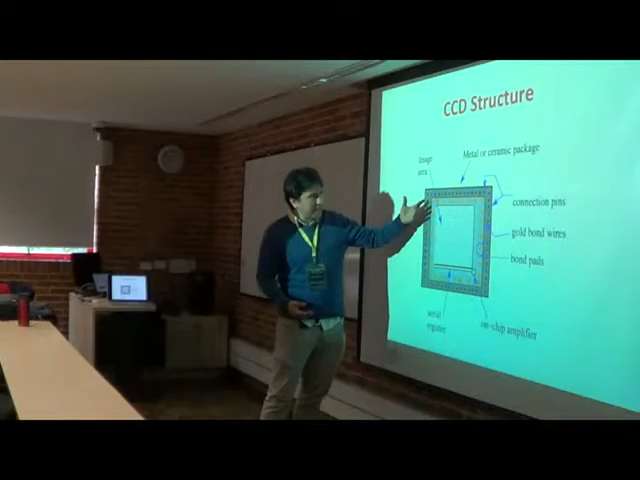 CCD Structure
Image
area
Metal or ceramic package
connection pins
gold bond wires
bond pads
serial
register
on-chip amplifier